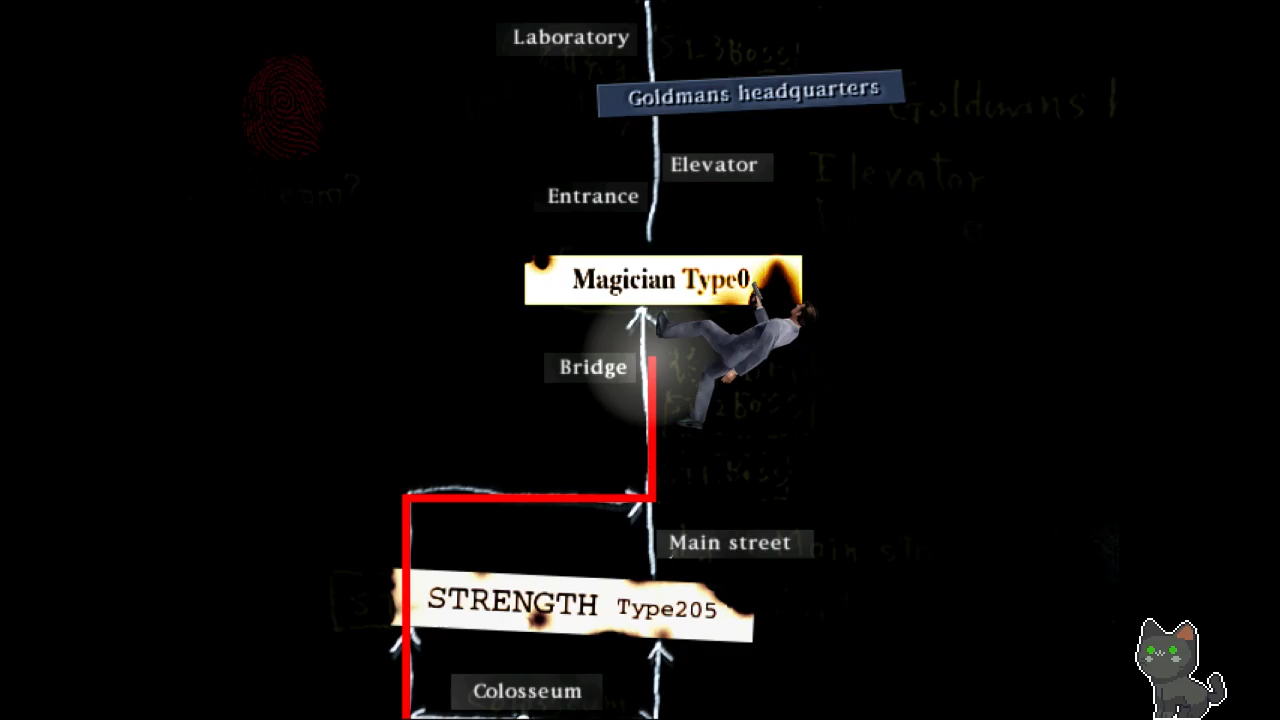 Laboratory
Goldmans headquarters
Elevator
Entrance
Magician Type0
Bridge
Main street
STRENGTH Type205
Colosseum